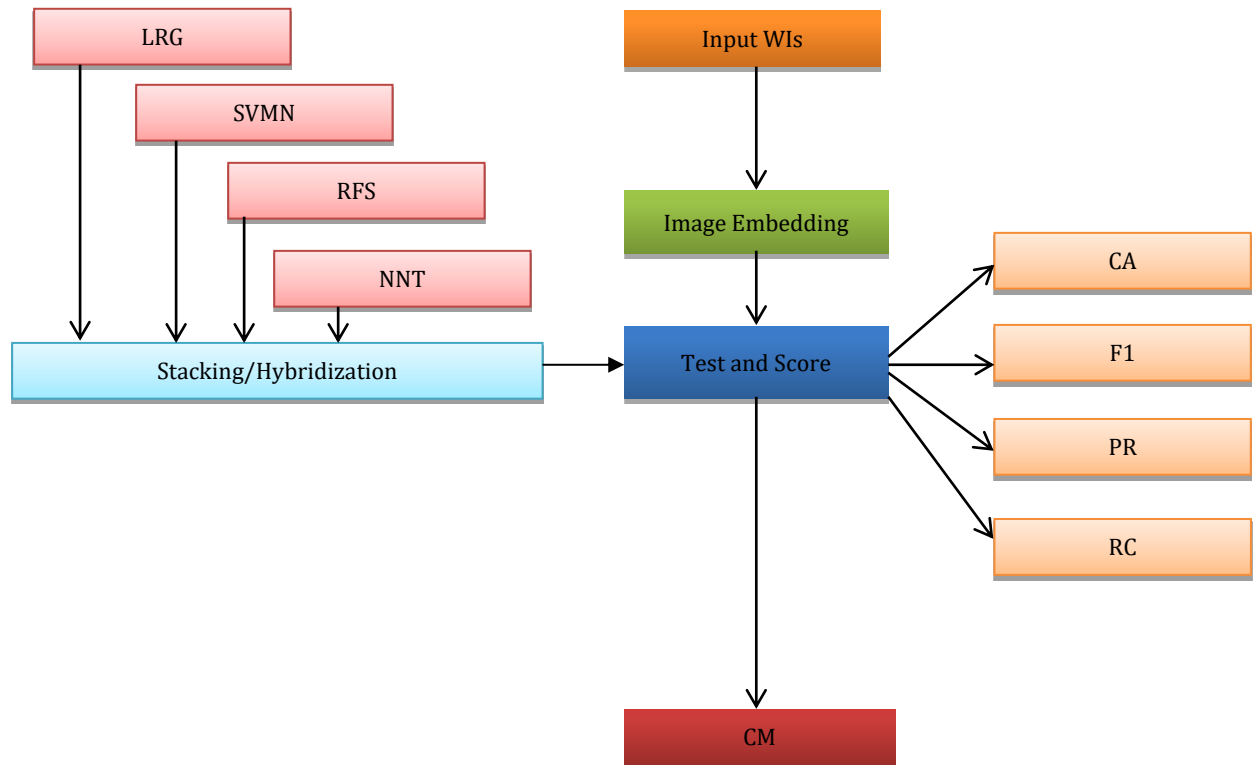 LRG
Input WIs
SVMN
RFS
Image Embedding
NNT
CA
Stacking/Hybridization
Test and Score
F1
PR
RC
CM